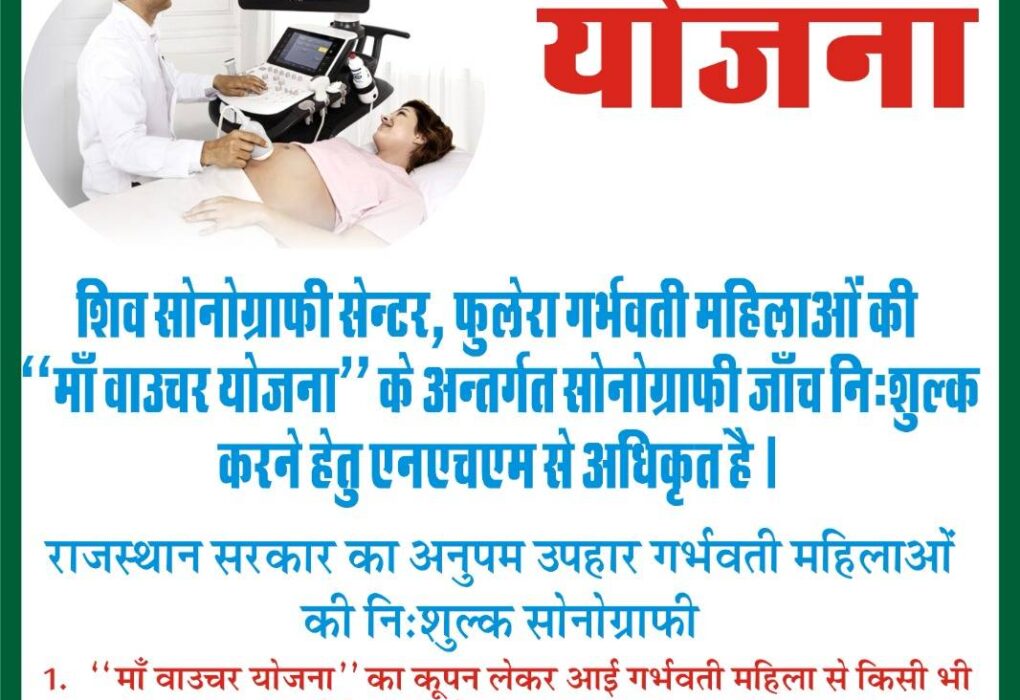 योजना
शिव सोनोग्राफी सेन्टर, फुलेरा गर्भवती महिलाओं की
“माँ वाउचर योजना” के अन्तर्गत सोनोग्राफी जाँच निःशुल्क
करने हेतु एनएचएम से अधिकृत है।
राजस्थान सरकार का अनुपम उपहार गर्भवती महिलाओं
की निःशुल्क सोनोग्राफी
1. “माँ वाउचर योजना” का कूपन लेकर आई गर्भवती महिला से किसी भी